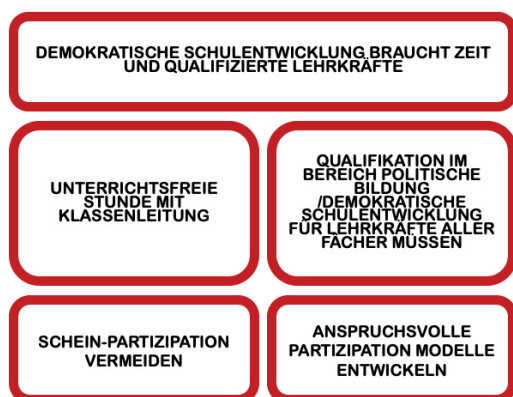 DEMOKRATISCHE SCHULENTWICKLUNG BRAUCHT ZEIT
UND QUALIFIZIERTE LEHRKRÄFTE
UNTERRICHTSFREIE
STUNDE MIT
KLASSENLEITUNG
QUALIFIKATION IM
BEREICH POLITISCHE
BILDUNG
/DEMOKRATISCHE
SCHULENTWICKLUNG
FÜR LEHRKRÄFTE ALLER
FÄCHER MÜSSEN
SCHEIN-PARTIZIPATION
VERMEIDEN
ANSPRUCHSVOLLE
PARTIZIPATION MODELLE
ENTWICKELN